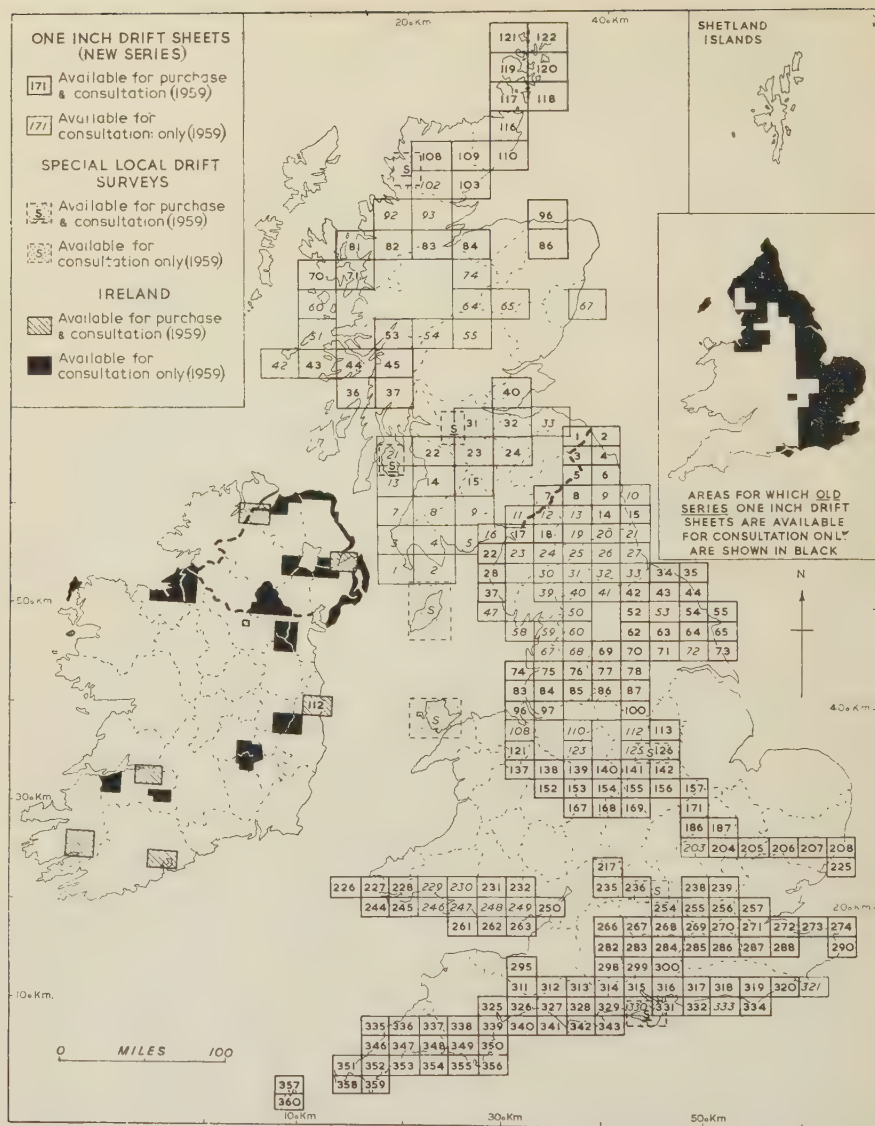 ONE INCH DRIFT SHEETS
(NEW SERIES)
171 Available for purchase
& consultation (1959)
171 Available for
consultation: only (1959)
SPECIAL LOCAL DRIFT
SURVEYS
S Available for purchase
& consultation (1959)
S Available for
consultation only (1959)
IRELAND
Available for purchase
& consultation (1959)
Available for
consultation only (1959)
SHETLAND
ISLANDS
AREAS FOR WHICH OLD
SERIES ONE INCH DRIFT
SHEETS ARE AVAILABLE
FOR CONSULTATION ONLY
ARE SHOWN IN BLACK
N
20o Km
40o Km
121 122
119 120
117 118
116
108 109 110
S
102 103
92 93 96
81 82 83 84 86
70 71 74
60 64 65 67
51 53 54 55
42 43 44 45
36 37 40
S 31 32 33
1 2
21 22 23 24 3 4
S
13 14 15 5 6
7 8 9 10
7 8 9 11 12 13 14 15
16 17 18 19 20 21
3 4 5
22 23 24 25 26 27
1 2
28 30 31 32 33 34 35
50o Km
37 39 40 41 42 43 44
S 47 50 52 53 54 55
58 59 60 62 63 64 65
67 68 69 70 71 72 73
74 75 76 77 78
83 84 85 86 87
112 S 96 97 100
40o Km.
108 110 112 113
121 123 125 S 126
137 138 139 140 141 142
30o Km
152 153 154 155 156 157
167 168 169 171
186 187
203 204 205 206 207 208
217 225
226 227 228 229 230 231 232 235 236 S 238 239
244 245 246 247 248 249 250 254 255 256 257
20o Km
261 262 263 266 267 268 269 270 271 272 273 274
282 283 284 285 286 287 288 290
295 298 299 300
10o Km.
311 312 313 314 315 316 317 318 319 320 321
325 326 327 328 329 330 331 332 333 334
S
335 336 337 338 339 340 341 342 343
346 347 348 349 350
351 352 353 354 355 356
357 358 359
360
0 MILES 100
10o Km
30o Km
50o Km